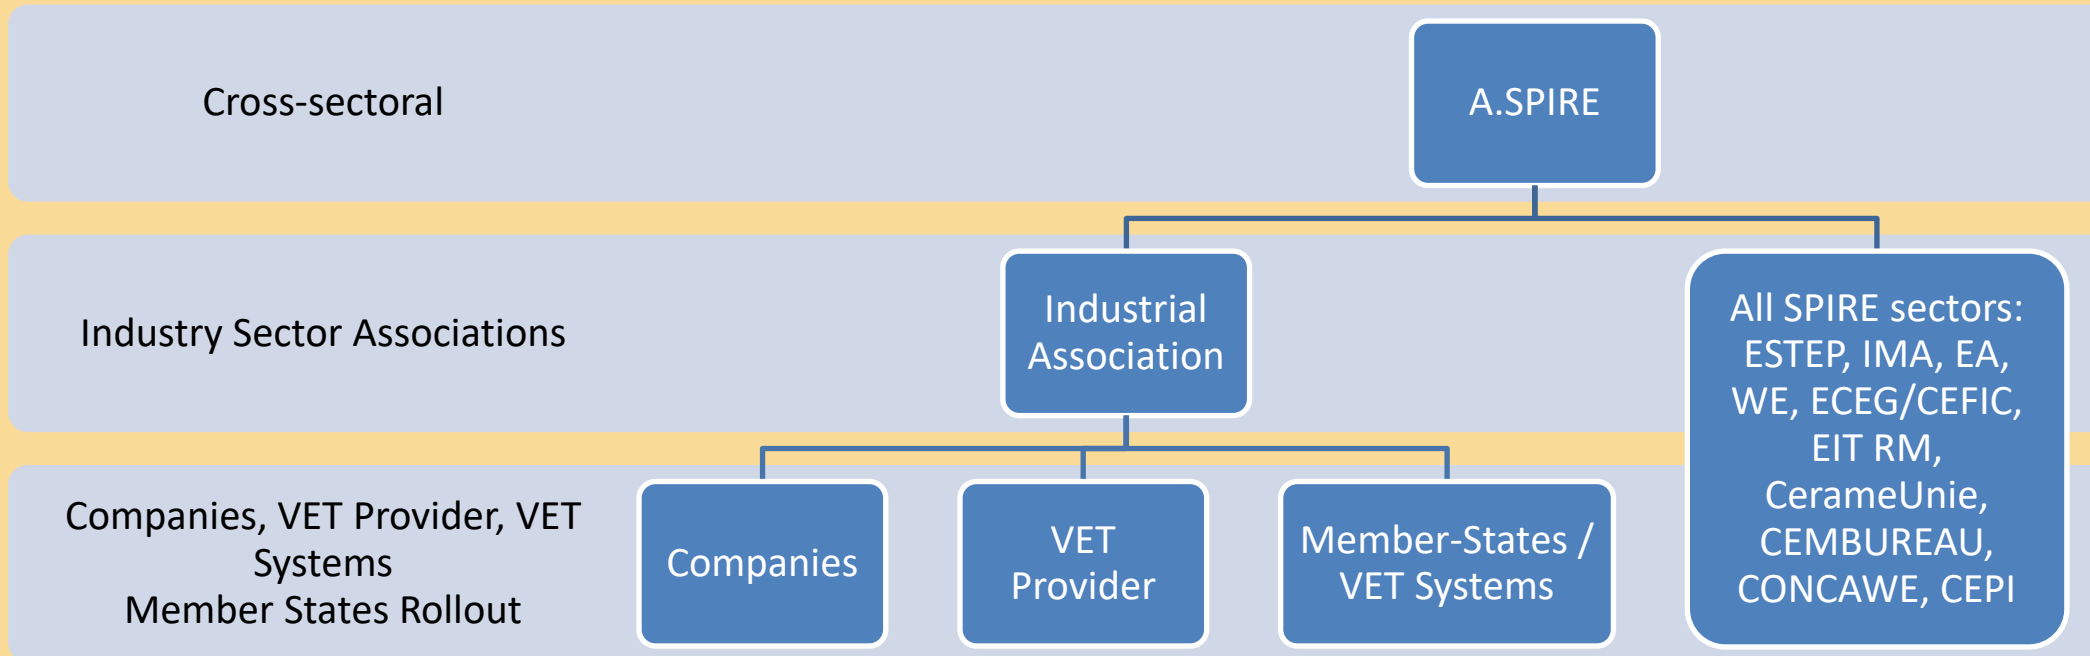 Cross-sectoral
A.SPIRE
Industry Sector Associations
Industrial
Association
All SPIRE sectors:
ESTEP, IMA, EA,
WE, ECEG/CEFIC,
EIT RM,
CerameUnie,
CEMBUREAU,
CONCAWE, CEPI
Companies, VET Provider, VET
Systems
Member States Rollout
Companies
VET
Provider
Member-States /
VET Systems